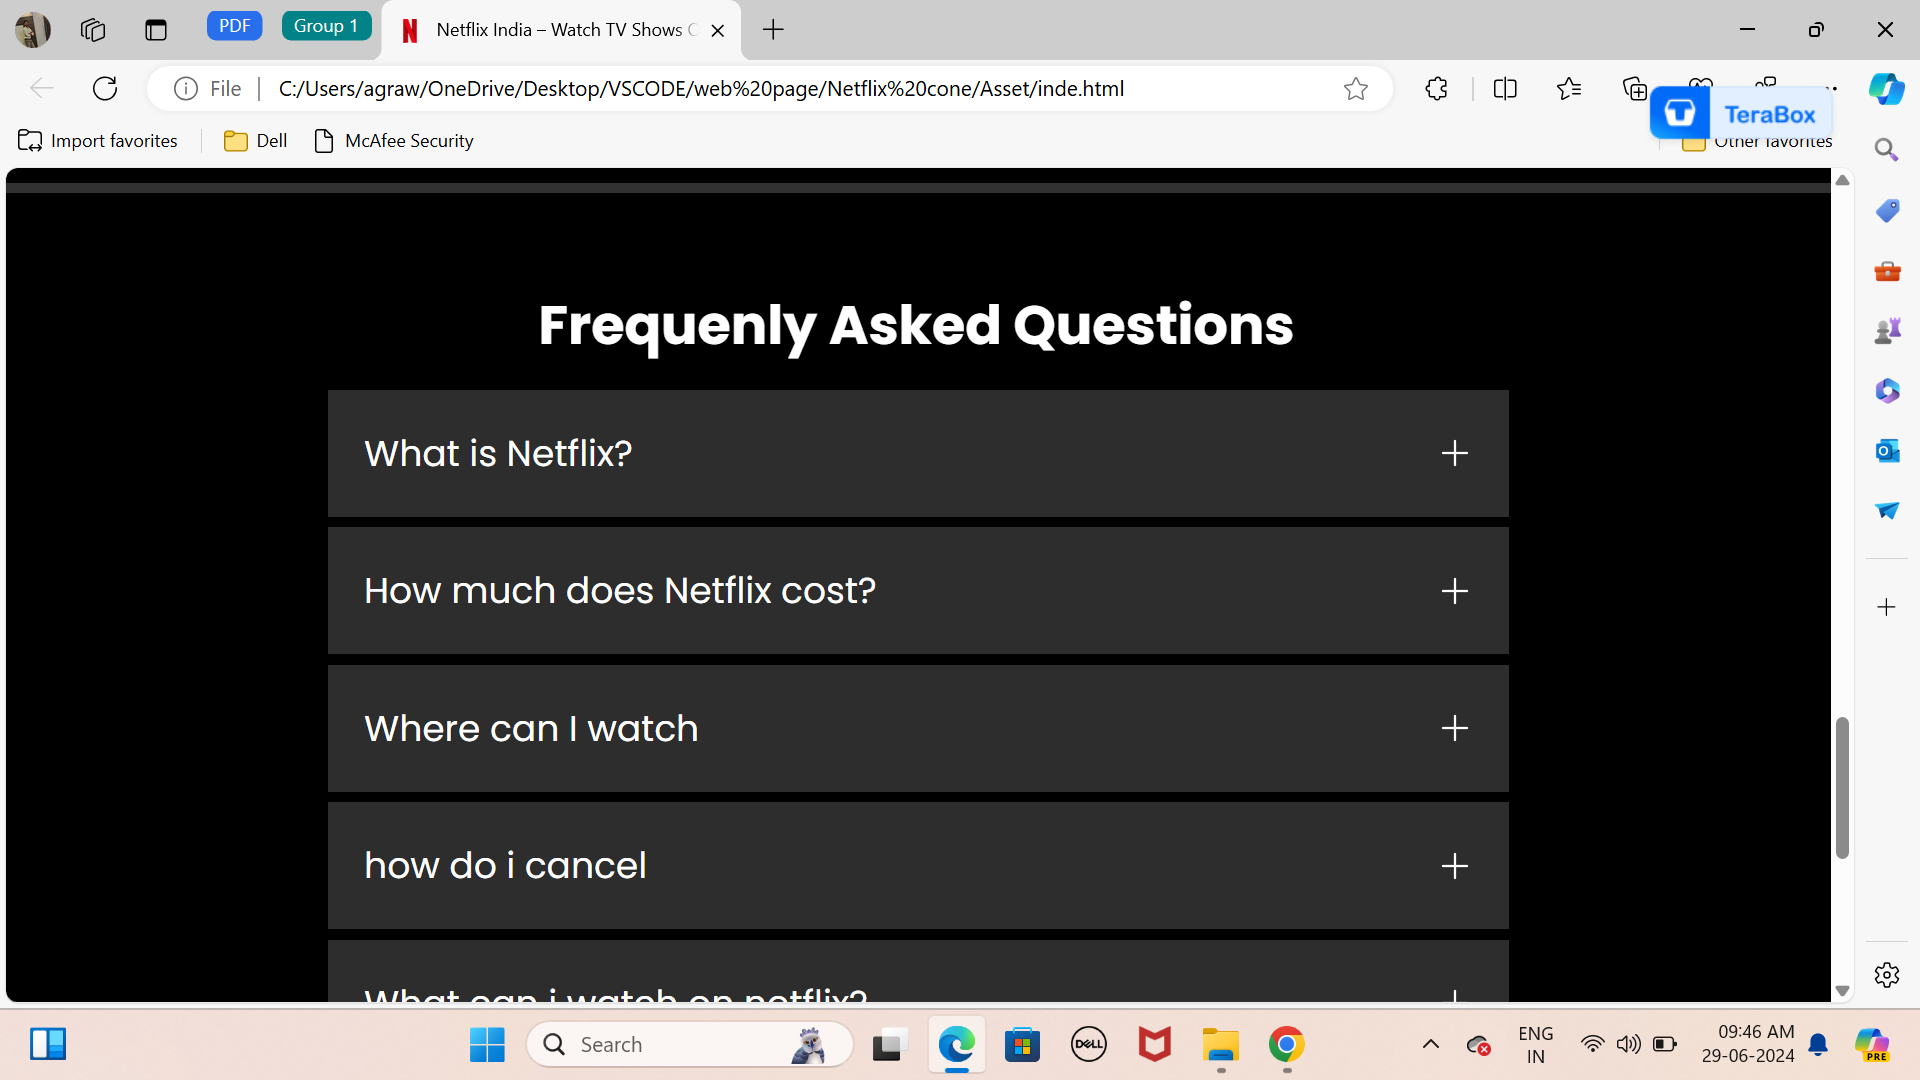 PDF
Group 1
Netflix India – Watch TV Shows
File
C:/Users/agraw/OneDrive/Desktop/VSCODE/web%20page/Netflix%20cone/Asset/inde.html
TeraBox
Import favorites
Dell
McAfee Security
Other favorites
Frequenly Asked Questions
What is Netflix?
How much does Netflix cost?
Where can I watch
how do i cancel
What can i watch on netflix?
Search
DELL
ENG
IN
09:46 AM
29-06-2024
PRE